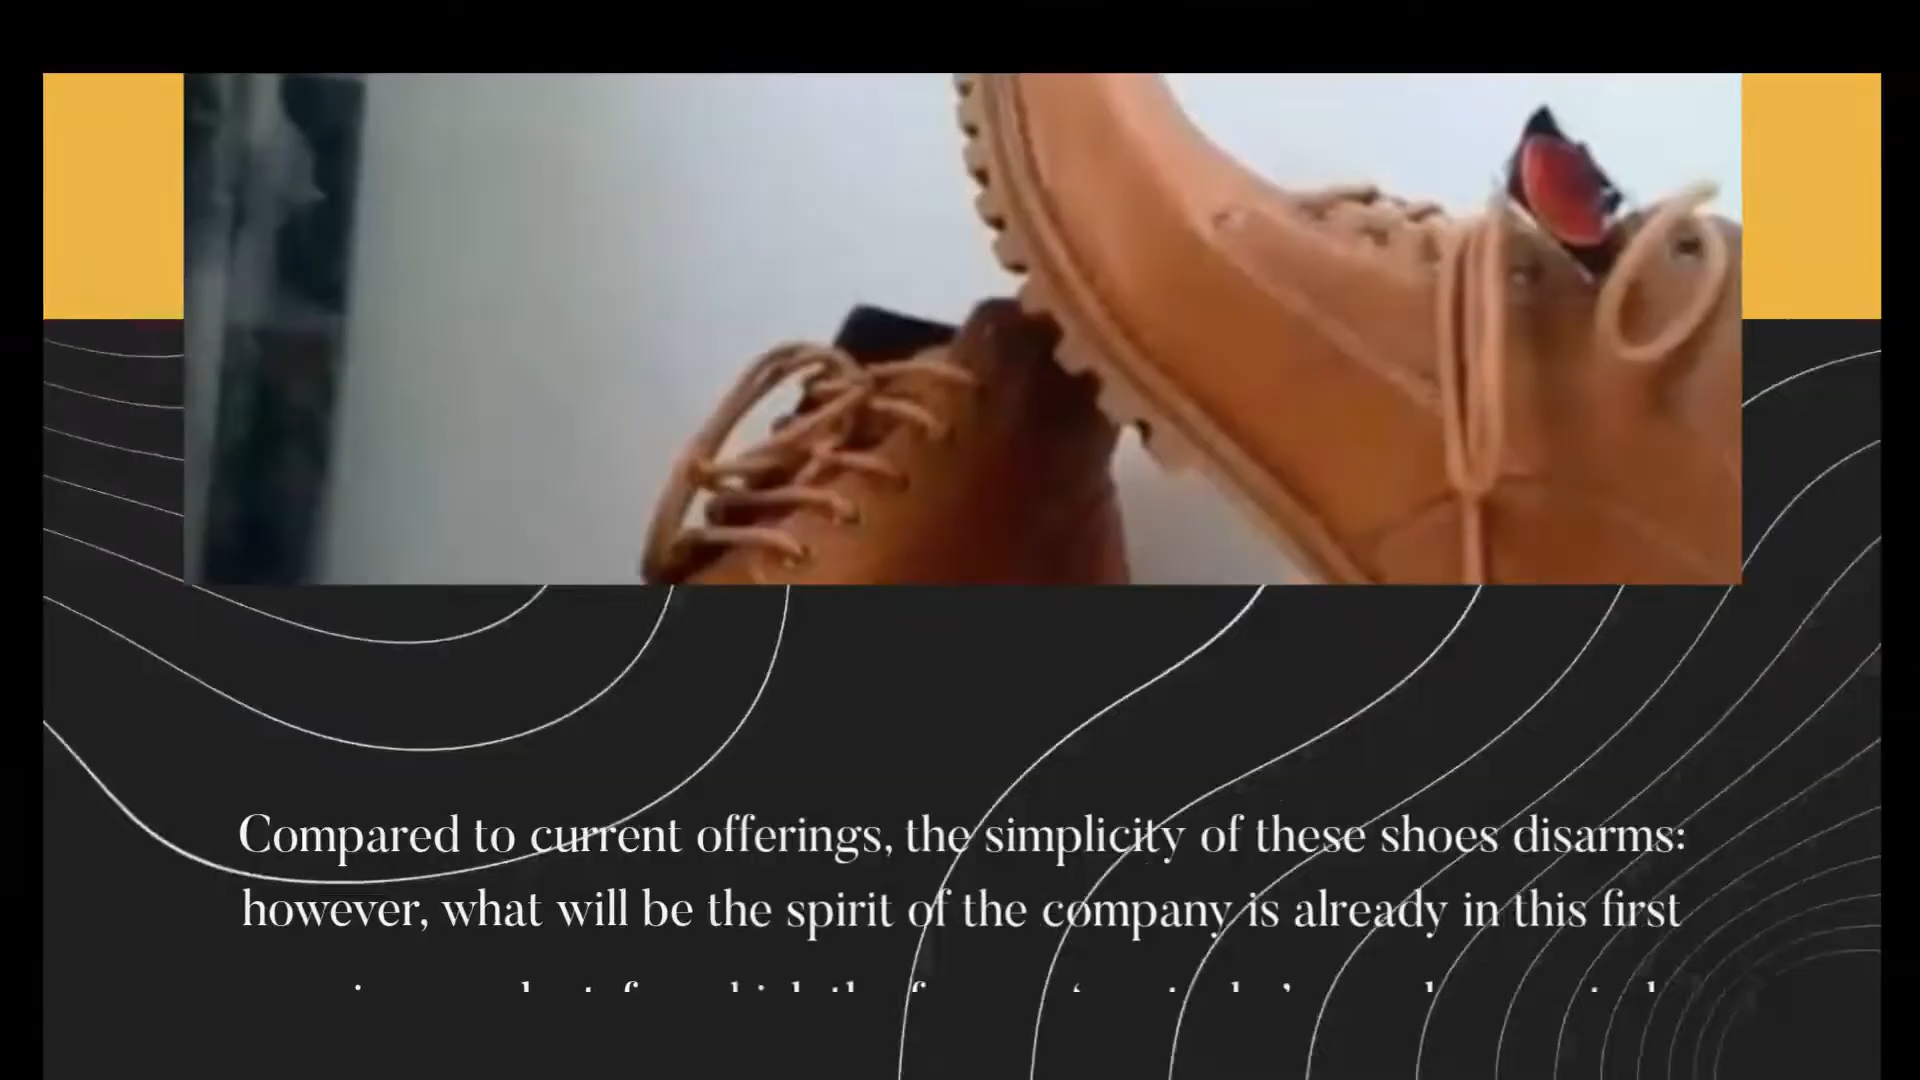 Compared to current offerings, the simplicity of these shoes disarms:
however, what will be the spirit of the company is already in this first